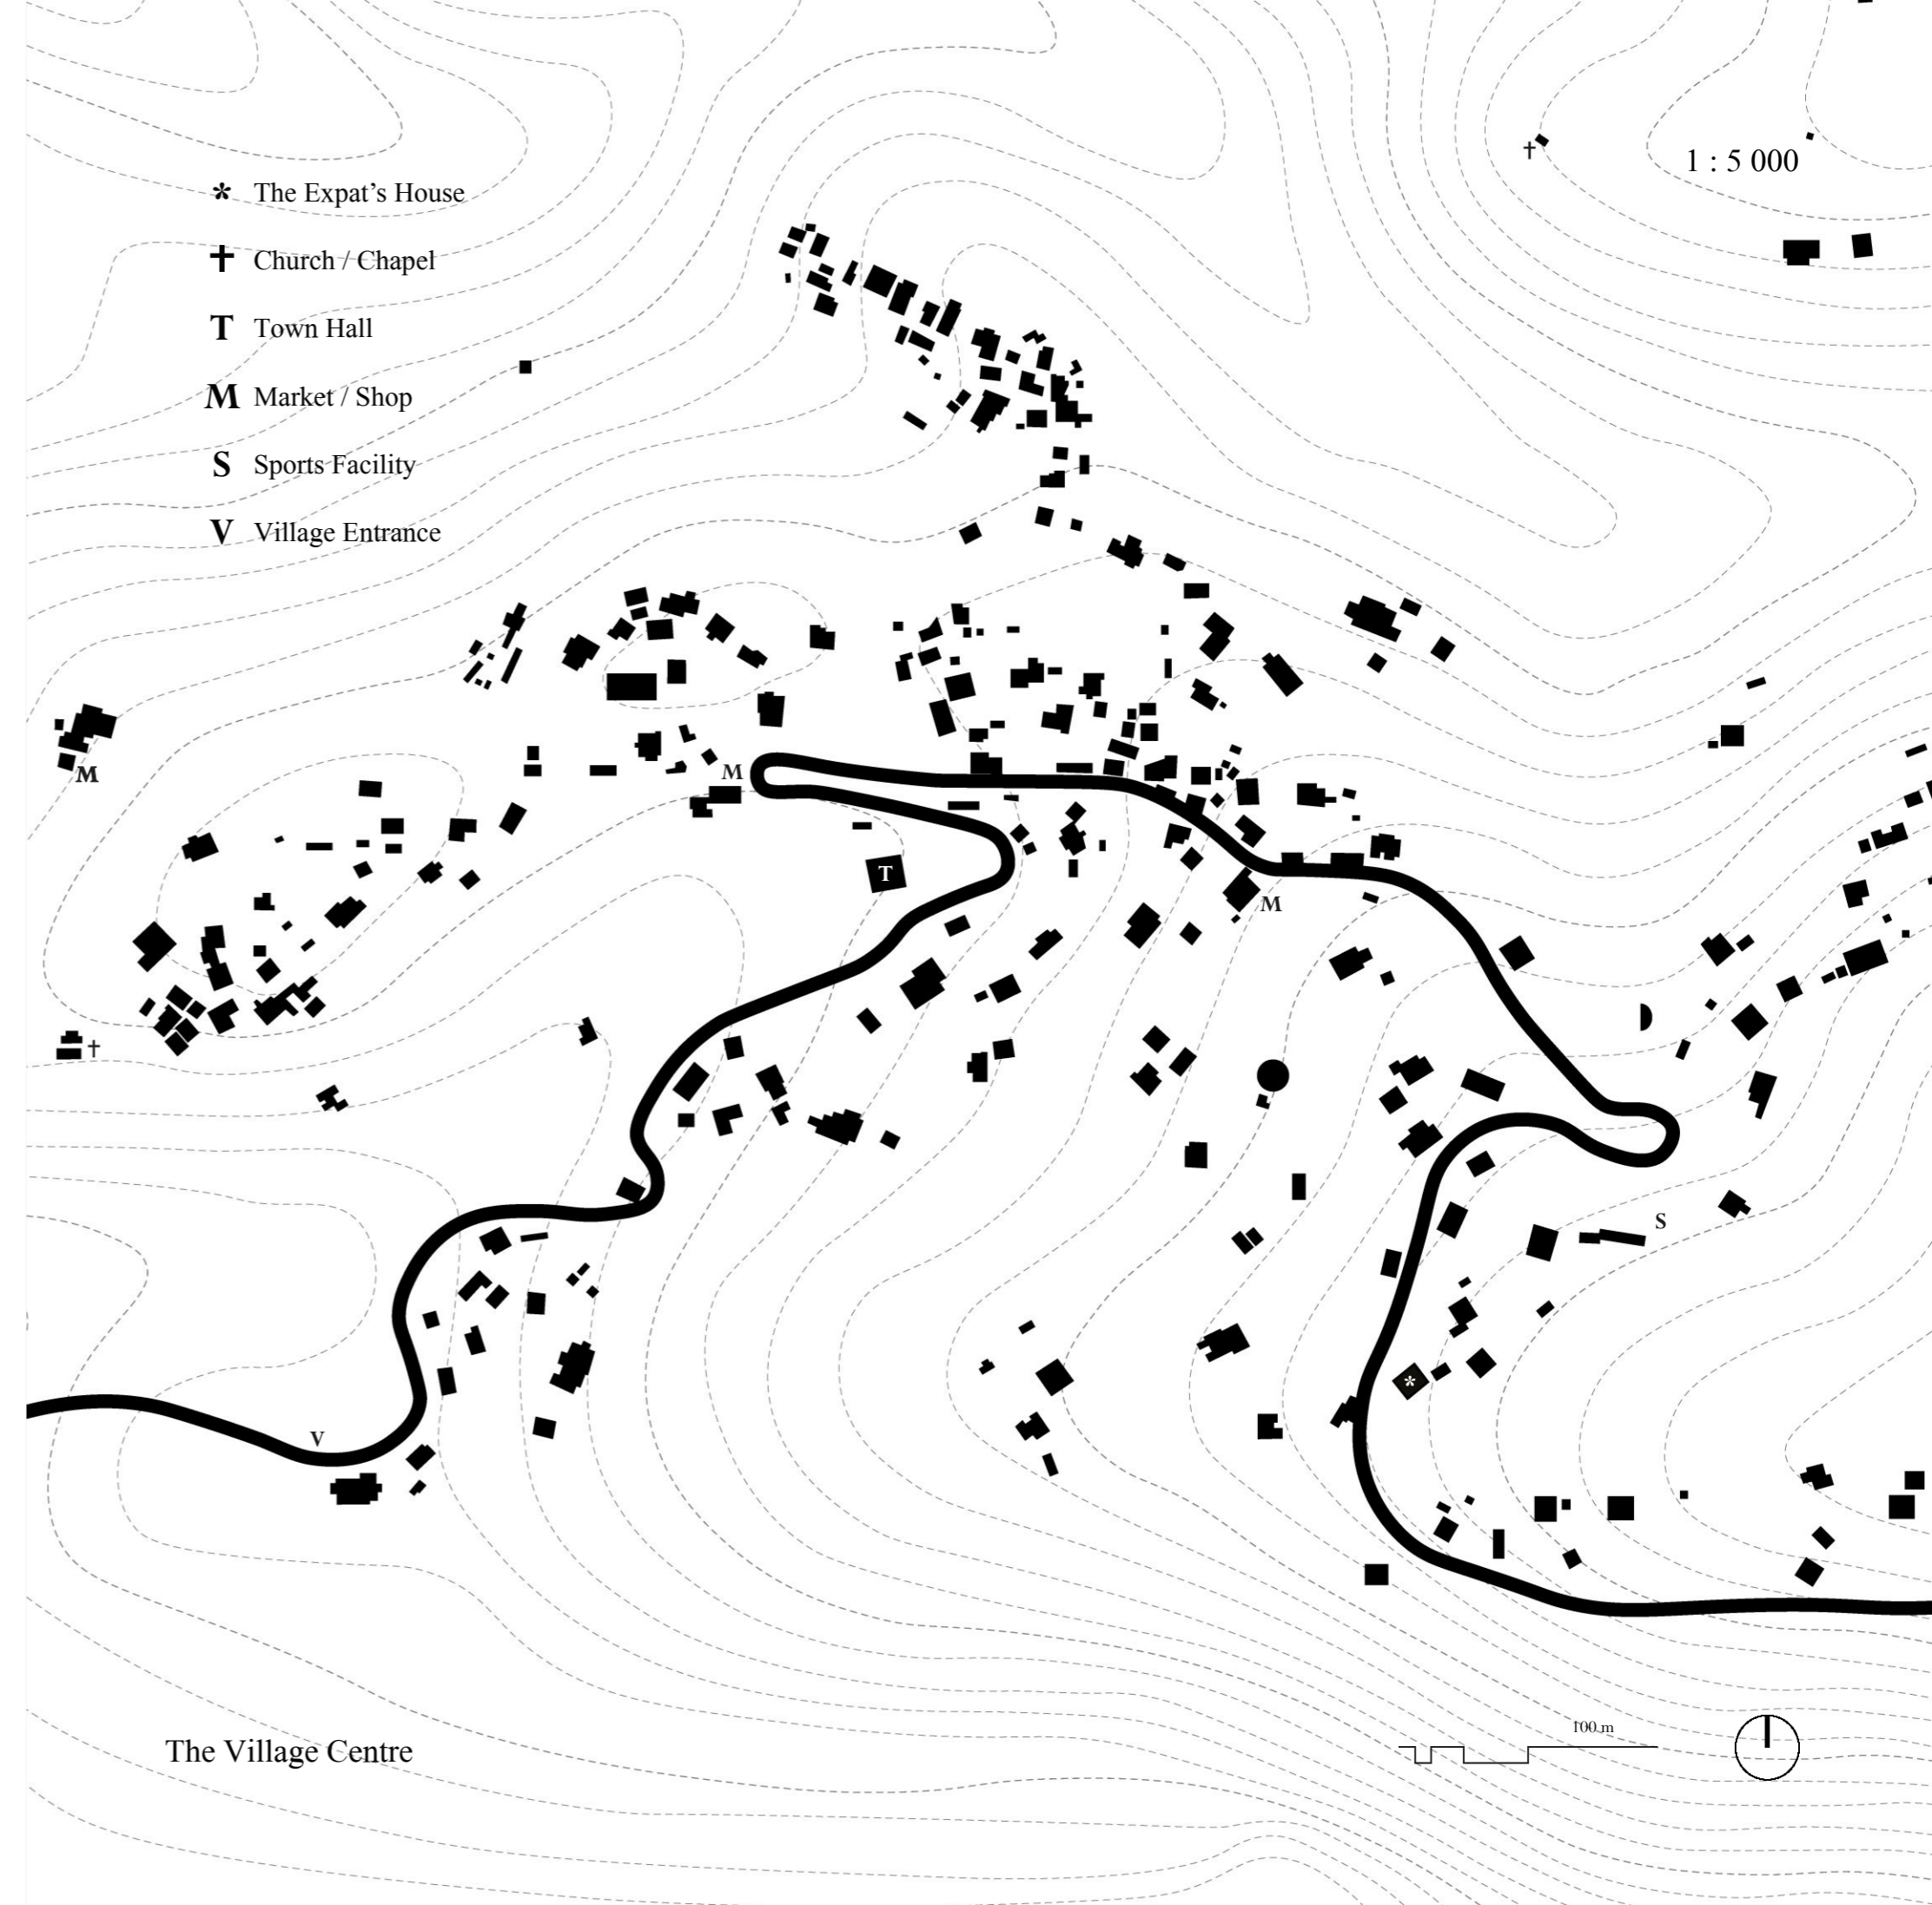 †
1 : 5 000
* The Expat's House
† Church / Chapel
T Town Hall
M Market / Shop
S Sports Facility
V Village Entrance
M
M
T
M
†
S
*
V
100 m
The Village Centre